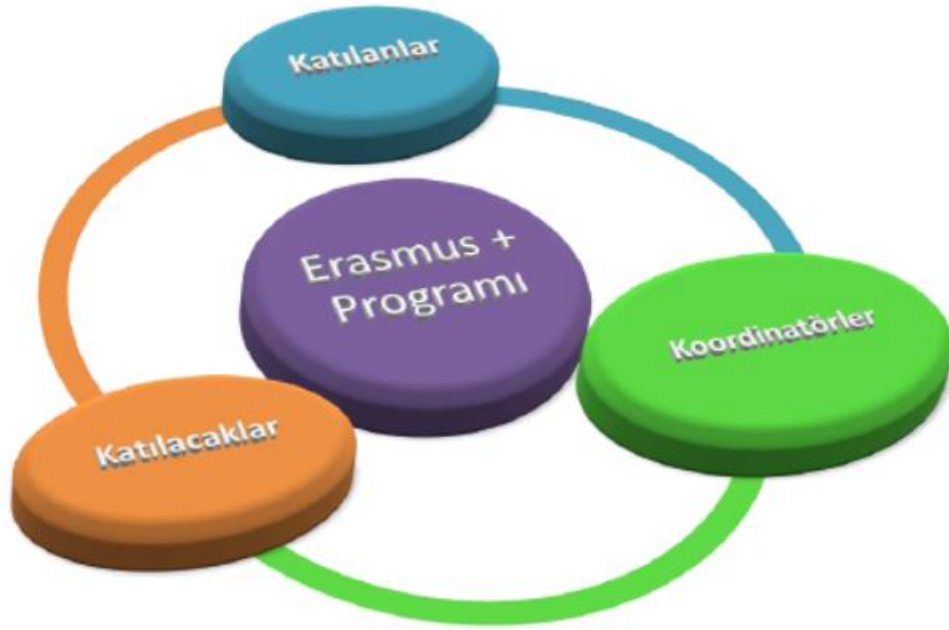 Katılanlar
Erasmus +
Programı
Koordinatörler
Katılacaklar